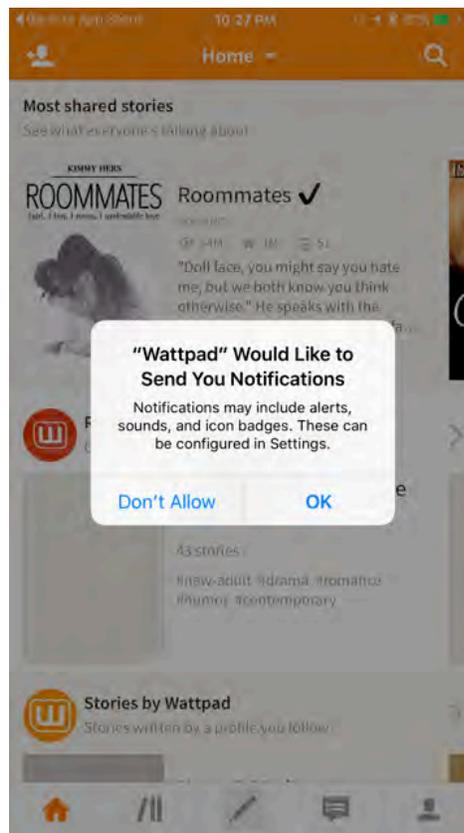 10:27 PM
Home
Most shared stories
See what everyone's talking about
KIMMY HERS
ROOMMATES
Roommates ✓
"Doll face, you might say you hate
me, but we both know you think
otherwise." He speaks with the
"Wattpad" Would Like to
Send You Notifications
Notifications may include alerts,
sounds, and icon badges. These can
be configured in Settings.
Don't Allow
OK
43 stories
#new-adult #drama #romance
#humor #contemporary
Stories by Wattpad
Stories written by a profile you follow